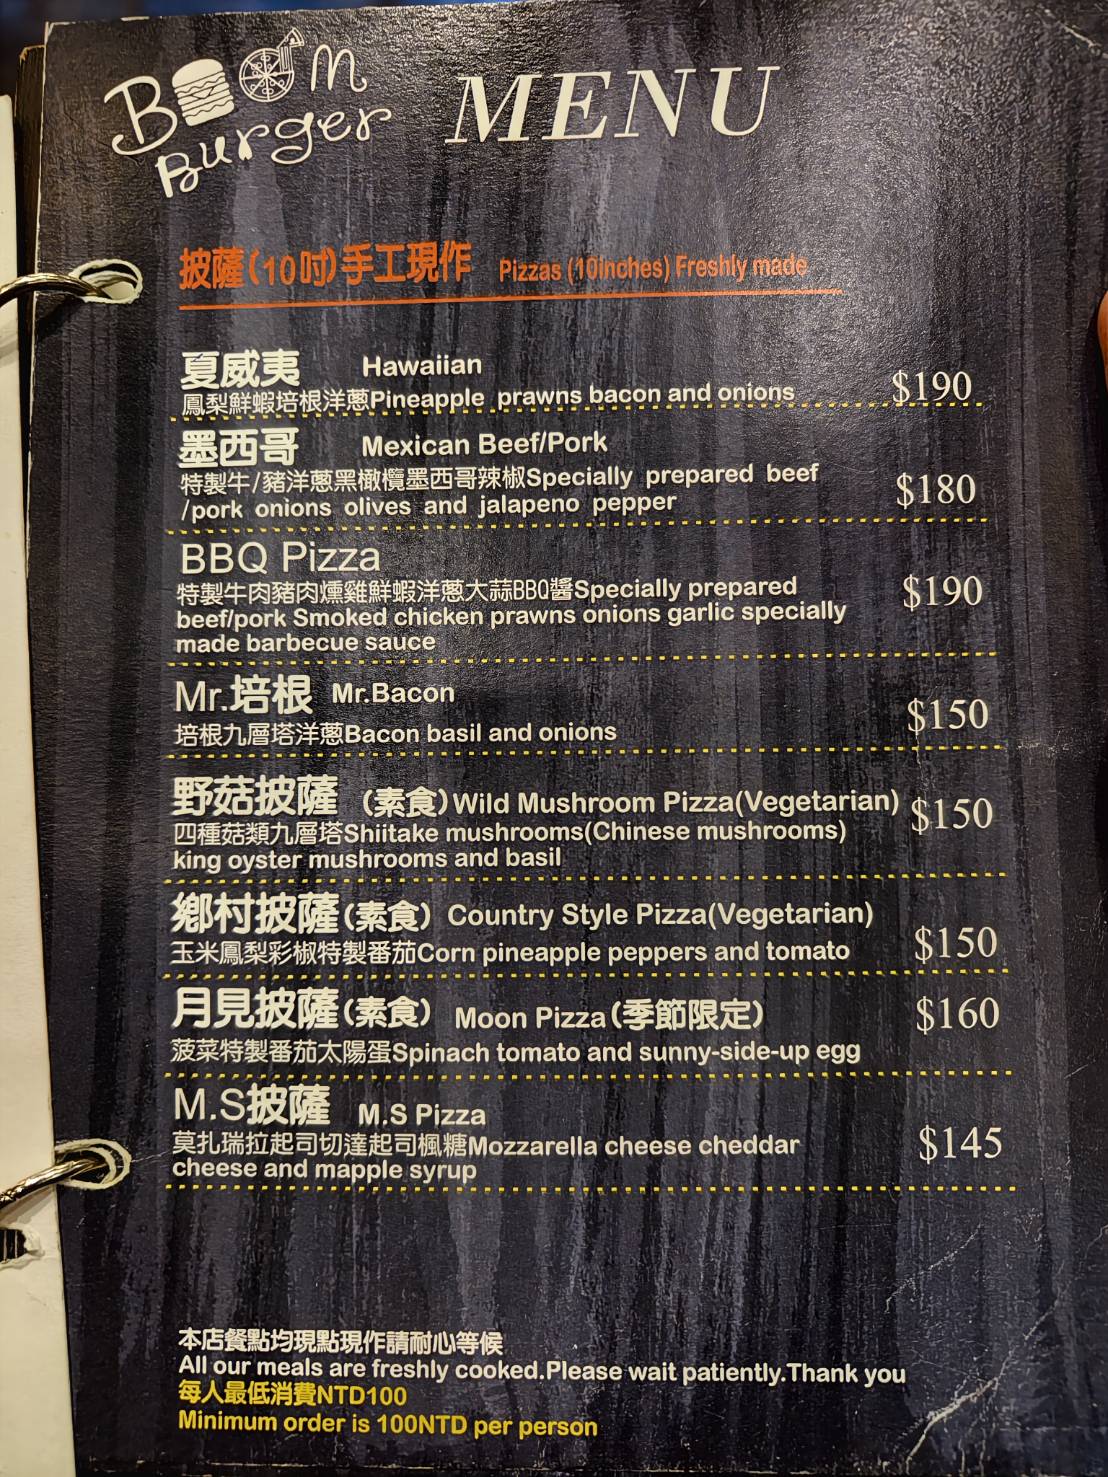 BOOM
Burger
MENU
披薩(10吋)手工現作 Pizzas (10inches) Freshly made
夏威夷 Hawaiian
鳳梨鮮蝦培根洋蔥Pineapple prawns bacon and onions $190
墨西哥 Mexican Beef/Pork
特製牛/豬洋蔥黑橄欖墨西哥辣椒Specially prepared beef
/pork onions olives and jalapeno pepper $180
BBQ Pizza
特製牛肉豬肉燻雞鮮蝦洋蔥大蒜BBQ醬Specially prepared $190
beef/pork Smoked chicken prawns onions garlic specially
made barbecue sauce
Mr.培根 Mr.Bacon
培根九層塔洋蔥Bacon basil and onions $150
野菇披薩 (素食)Wild Mushroom Pizza(Vegetarian) $150
四種菇類九層塔Shiitake mushrooms(Chinese mushrooms)
king oyster mushrooms and basil
鄉村披薩(素食) Country Style Pizza(Vegetarian)
玉米鳳梨彩椒特製番茄Corn pineapple peppers and tomato $150
月見披薩(素食) Moon Pizza(季節限定) $160
菠菜特製番茄太陽蛋Spinach tomato and sunny-side-up egg
M.S披薩 M.S Pizza
莫扎瑞拉起司切達起司楓糖Mozzarella cheese cheddar $145
cheese and mapple syrup
本店餐點均現點現作請耐心等候
All our meals are freshly cooked.Please wait patiently.Thank you
每人最低消費NTD100
Minimum order is 100NTD per person